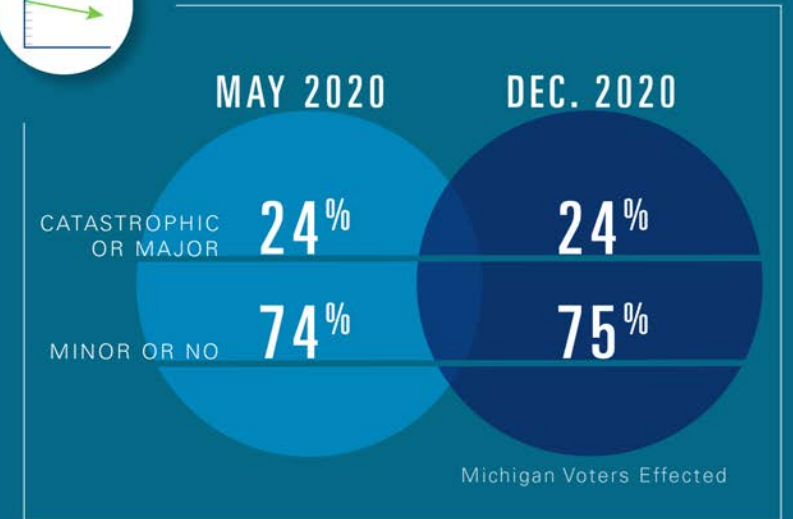 MAY 2020 DEC. 2020
CATASTROPHIC
OR MAJOR 24% 24%
MINOR OR NO 74% 75%
Michigan Voters Effected